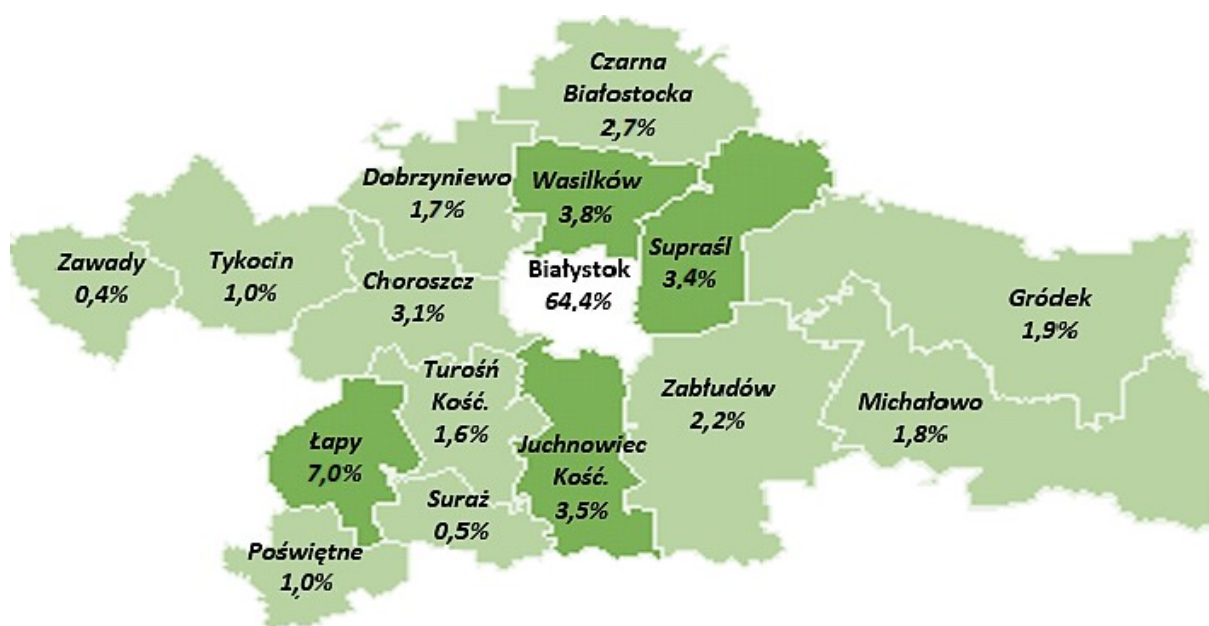 Czarna
Białostocka
2,7%
Dobrzyniewo
1,7%
Wasilków
3,8%
Supraśl
3,4%
Zawady
0,4%
Tykocin
1,0%
Choroszcz
3,1%
Białystok
64,4%
Gródek
1,9%
Turośń
Kość.
1,6%
Zabłudów
2,2%
Michałowo
1,8%
Łapy
7,0%
Juchnowiec
Kość.
3,5%
Suraż
0,5%
Poświętne
1,0%